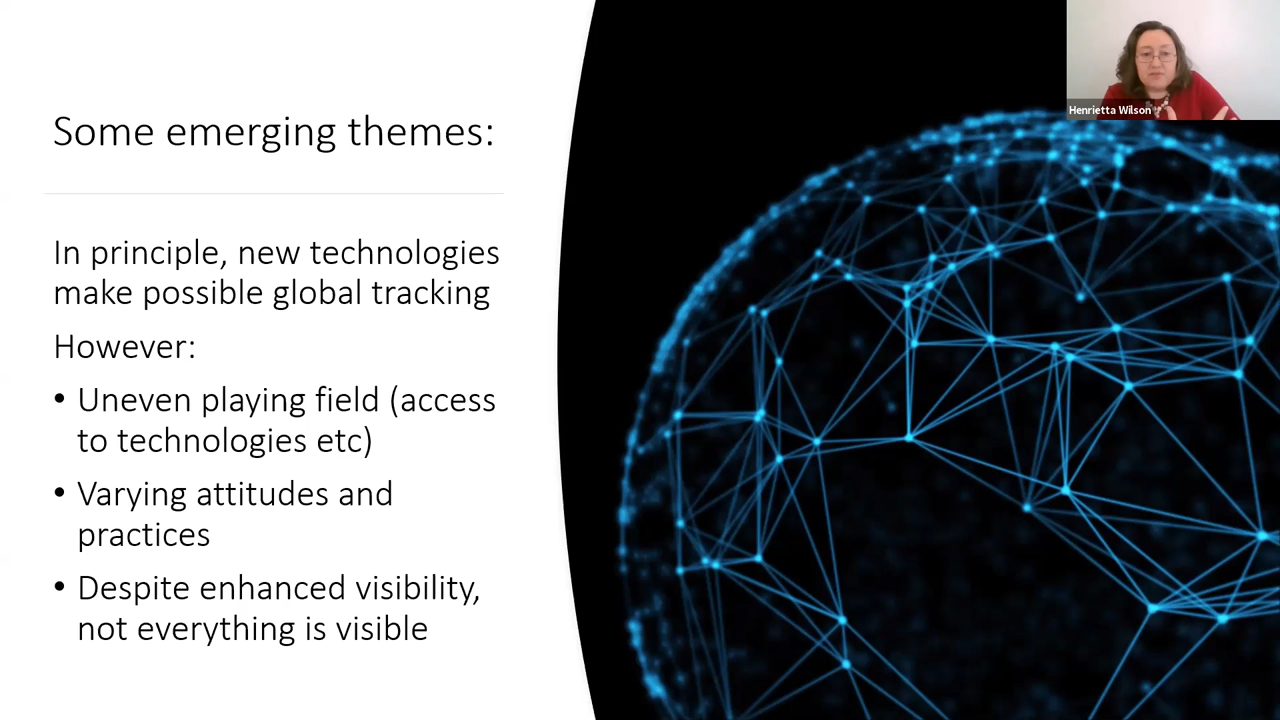 Henrietta Wilson
Some emerging themes:
In principle, new technologies
make possible global tracking
However:
• Uneven playing field (access
to technologies etc)
• Varying attitudes and
practices
• Despite enhanced visibility,
not everything is visible